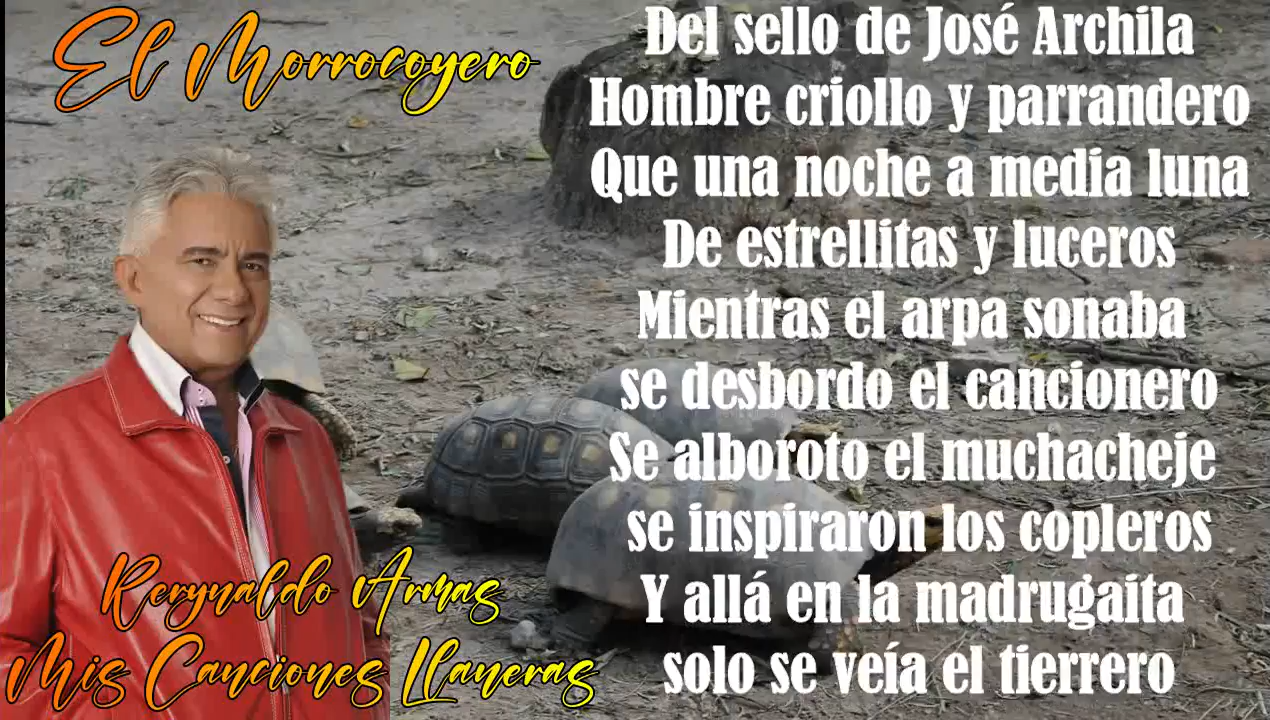 El Morrocoyero
Del sello de José Archila
Hombre criollo y parrandero
Que una noche a media luna
De estrellitas y luceros
Mientras el arpa sonaba
se desbordo el cancionero
Se alboroto el muchacheje
se inspiraron los copleros
Y allá en la madrugaita
solo se veía el tierrero
Rerynaldo Armas
Mis Canciones Llaneras